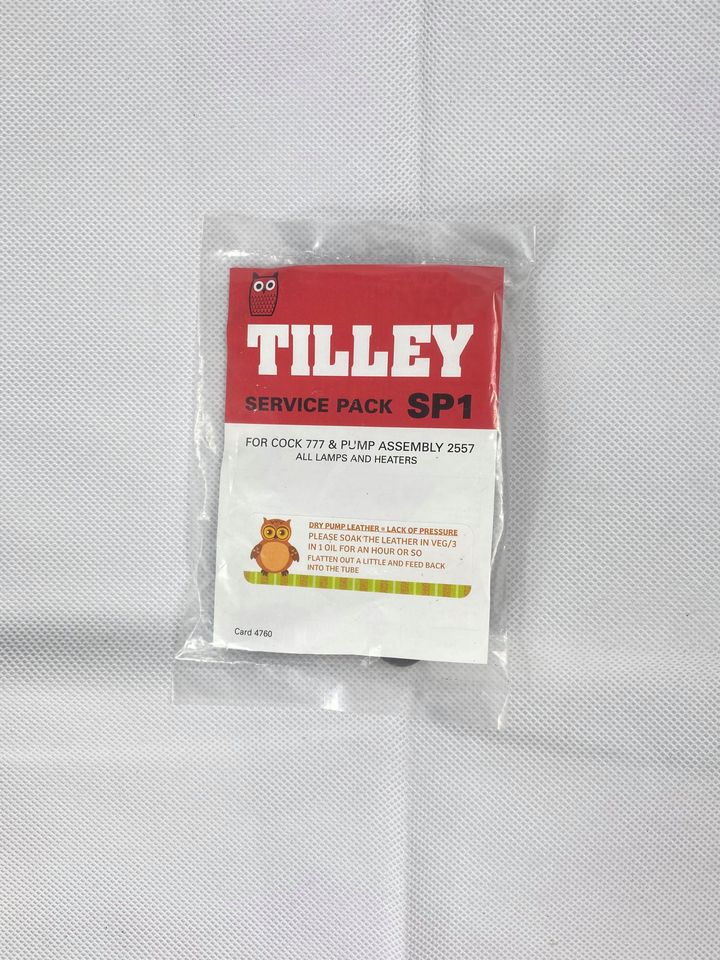 TILLEY
SERVICE PACK SP1
FOR COCK 777 & PUMP ASSEMBLY 2557
ALL LAMPS AND HEATERS
DRY PUMP LEATHER = LACK OF PRESSURE
PLEASE SOAK THE LEATHER IN VEG/3
IN 1 OIL FOR AN HOUR OR SO
FLATTEN OUT A LITTLE AND FEED BACK
INTO THE TUBE
Card 4760